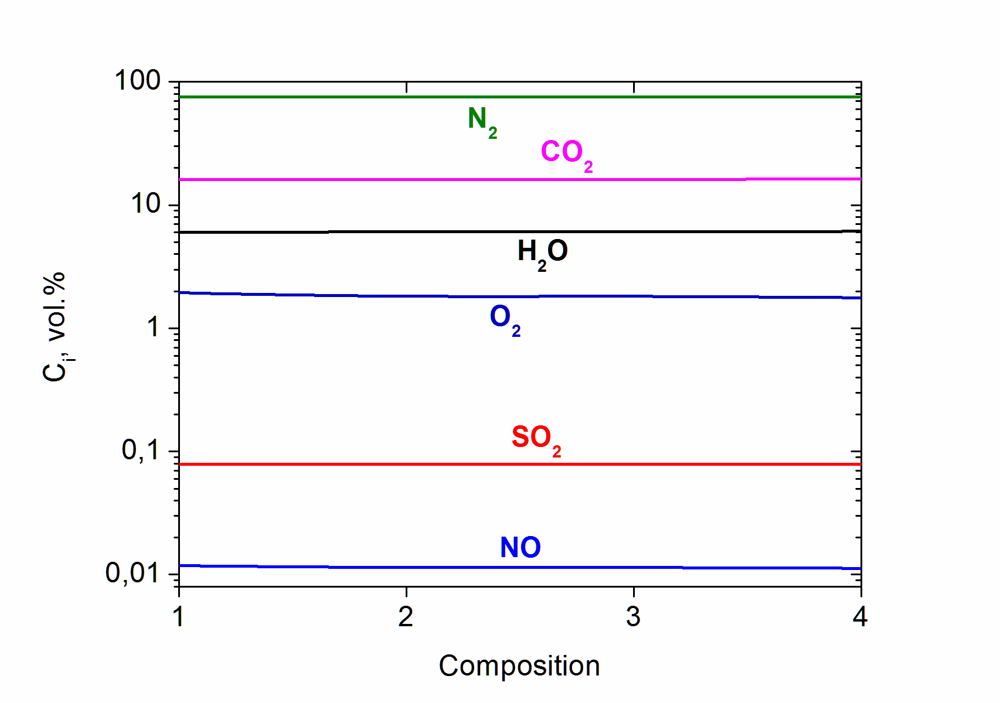 100
N₂
CO₂
10
H₂O
O₂
1
Cᵢ, vol.%
SO₂
0,1
NO
0,01
1 2 3 4
Composition